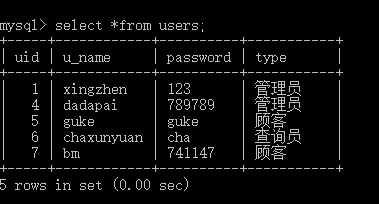 mysql> select *from users;
+-----+------------+----------+-----------+
| uid | u_name | password | type |
+-----+------------+----------+-----------+
| 1 | xingzhen | 123 | 管理员
| 4 | dadapai | 789789 | 管理员
| 5 | guke | guke | 顾客
| 6 | chaxunyuan | cha | 查询员
| 7 | bm | 741147 | 顾客
+-----+------------+----------+-----------+
5 rows in set (0.00 sec)